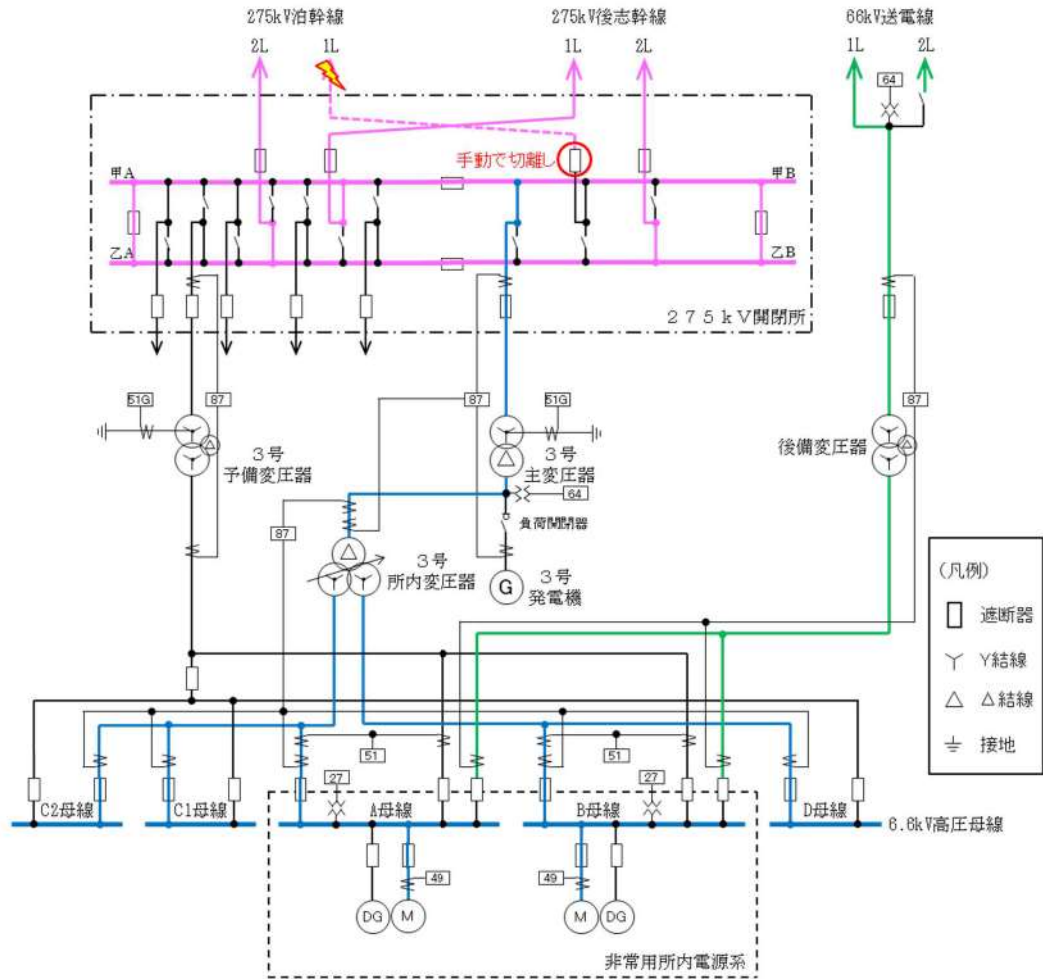 275kV泊幹線
275kV後志幹線
66kV送電線
2L
1L
1L
2L
1L
2L
64
手動で切離し
甲A
甲B
乙A
乙B
275kV開閉所
51G
87
87
51G
87
3号
予備変圧器
3号
主変圧器
後備変圧器
64
87
負荷開閉器
3号
所内変圧器
G
3号
発電機
(凡例)
遮断器
Y結線
△結線
接地
51
51
27
27
C2母線
C1母線
A母線
B母線
D母線
6.6kV高圧母線
49
49
DG
M
M
DG
非常用所内電源系